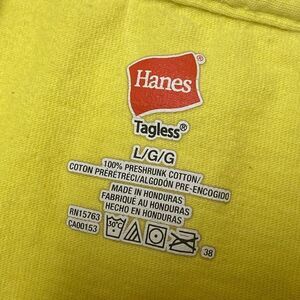 Hanes®
Tagless®
L/G/G
100% PRESHRUNK COTTON/
COTON PRÉRÉTRÉCI/ALGODÓN PRE-ENCOGIDO
MADE IN HONDURAS
FABRIQUÉ AU HONDURAS
HECHO EN HONDURAS
RN15763
CA00153
30°C
38